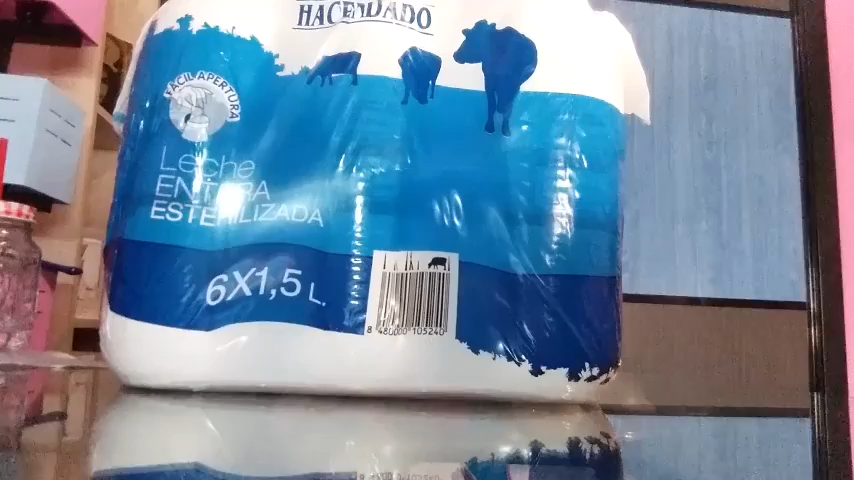 HACENDADO
FÁCIL APERTURA
Leche
ENTERA
ESTERILIZADA
6X1,5 L.
8 480000 105240